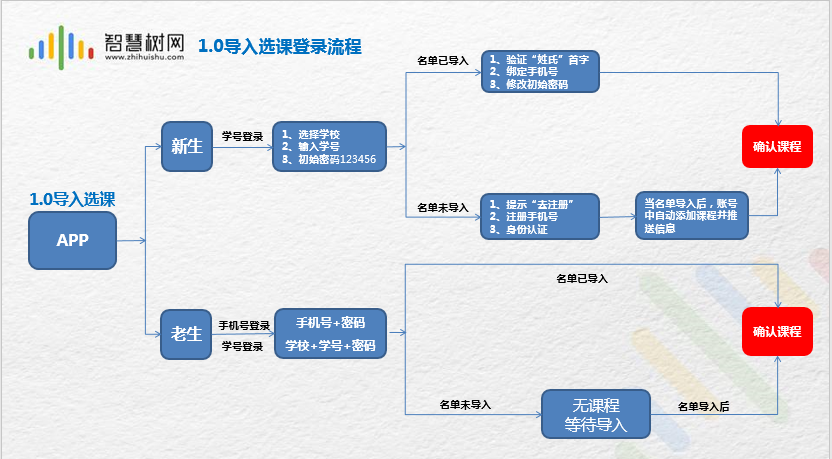 智慧树网
www.zhihuishu.com
1.0导入选课登录流程
1.0导入选课
APP
新生
学号登录
1、选择学校
2、输入学号
3、初始密码123456
名单已导入
1、验证“姓氏”首字
2、绑定手机号
3、修改初始密码
确认课程
名单未导入
1、提示“去注册”
2、注册手机号
3、身份认证
当名单导入后，账号
中自动添加课程并推
送信息
老生
手机号登录
学号登录
手机号+密码
学校+学号+密码
名单已导入
确认课程
名单未导入
无课程
等待导入
名单导入后